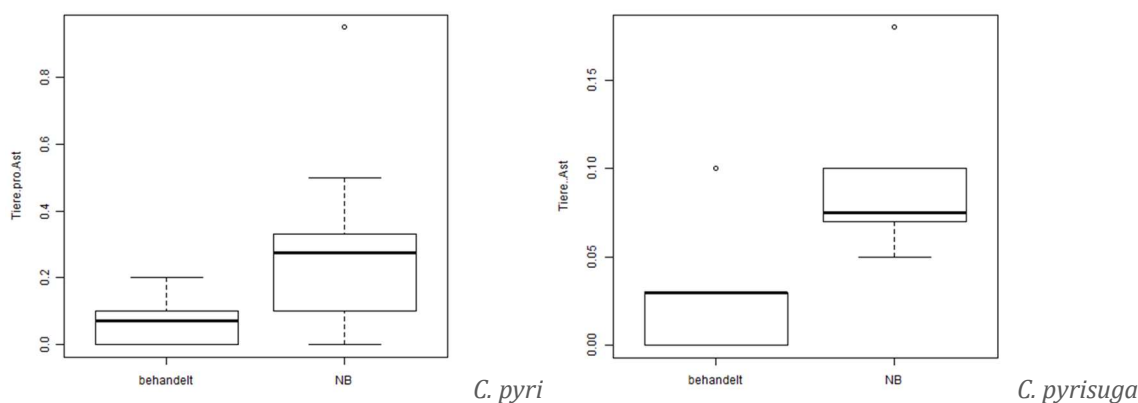 Tiere.pro.Ast
0.8
0.6
0.4
0.2
0.0
behandelt NB
C. pyri
Tiere..Ast
0.15
0.10
0.05
0.00
behandelt NB
C. pyrisuga